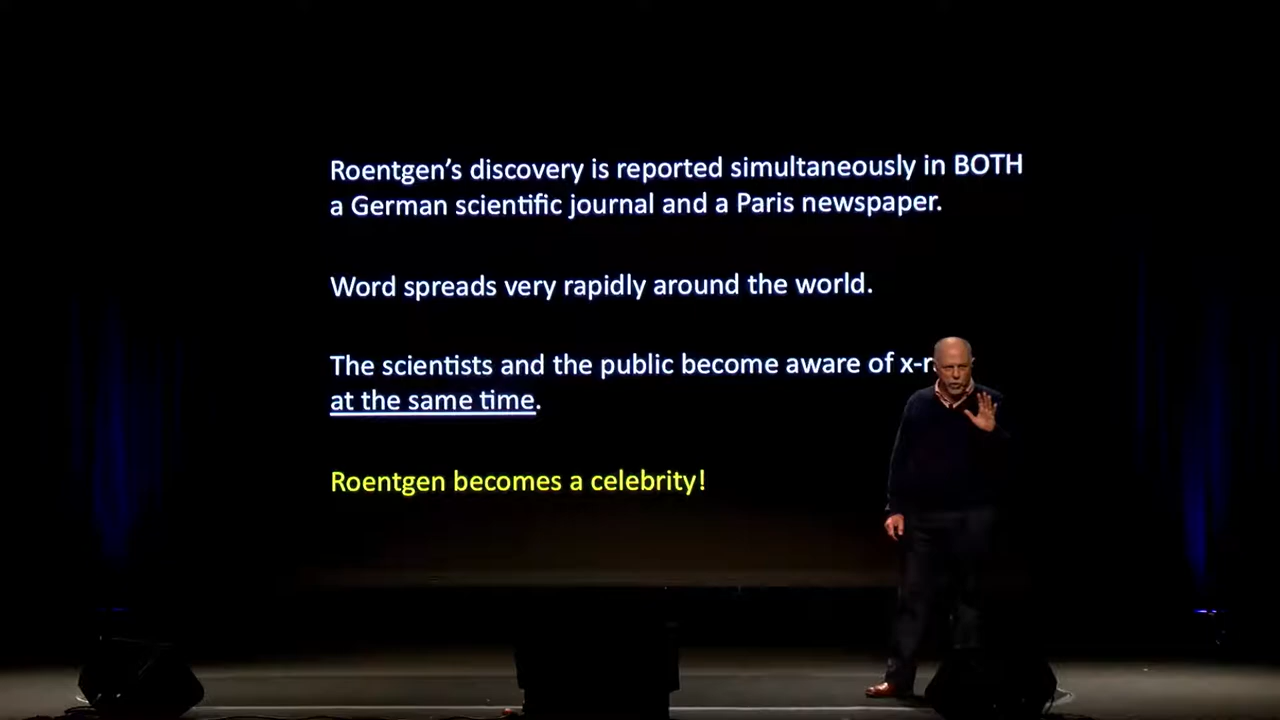 Roentgen’s discovery is reported simultaneously in BOTH
a German scientific journal and a Paris newspaper.
Word spreads very rapidly around the world.
The scientists and the public become aware of x-r
at the same time.
Roentgen becomes a celebrity!